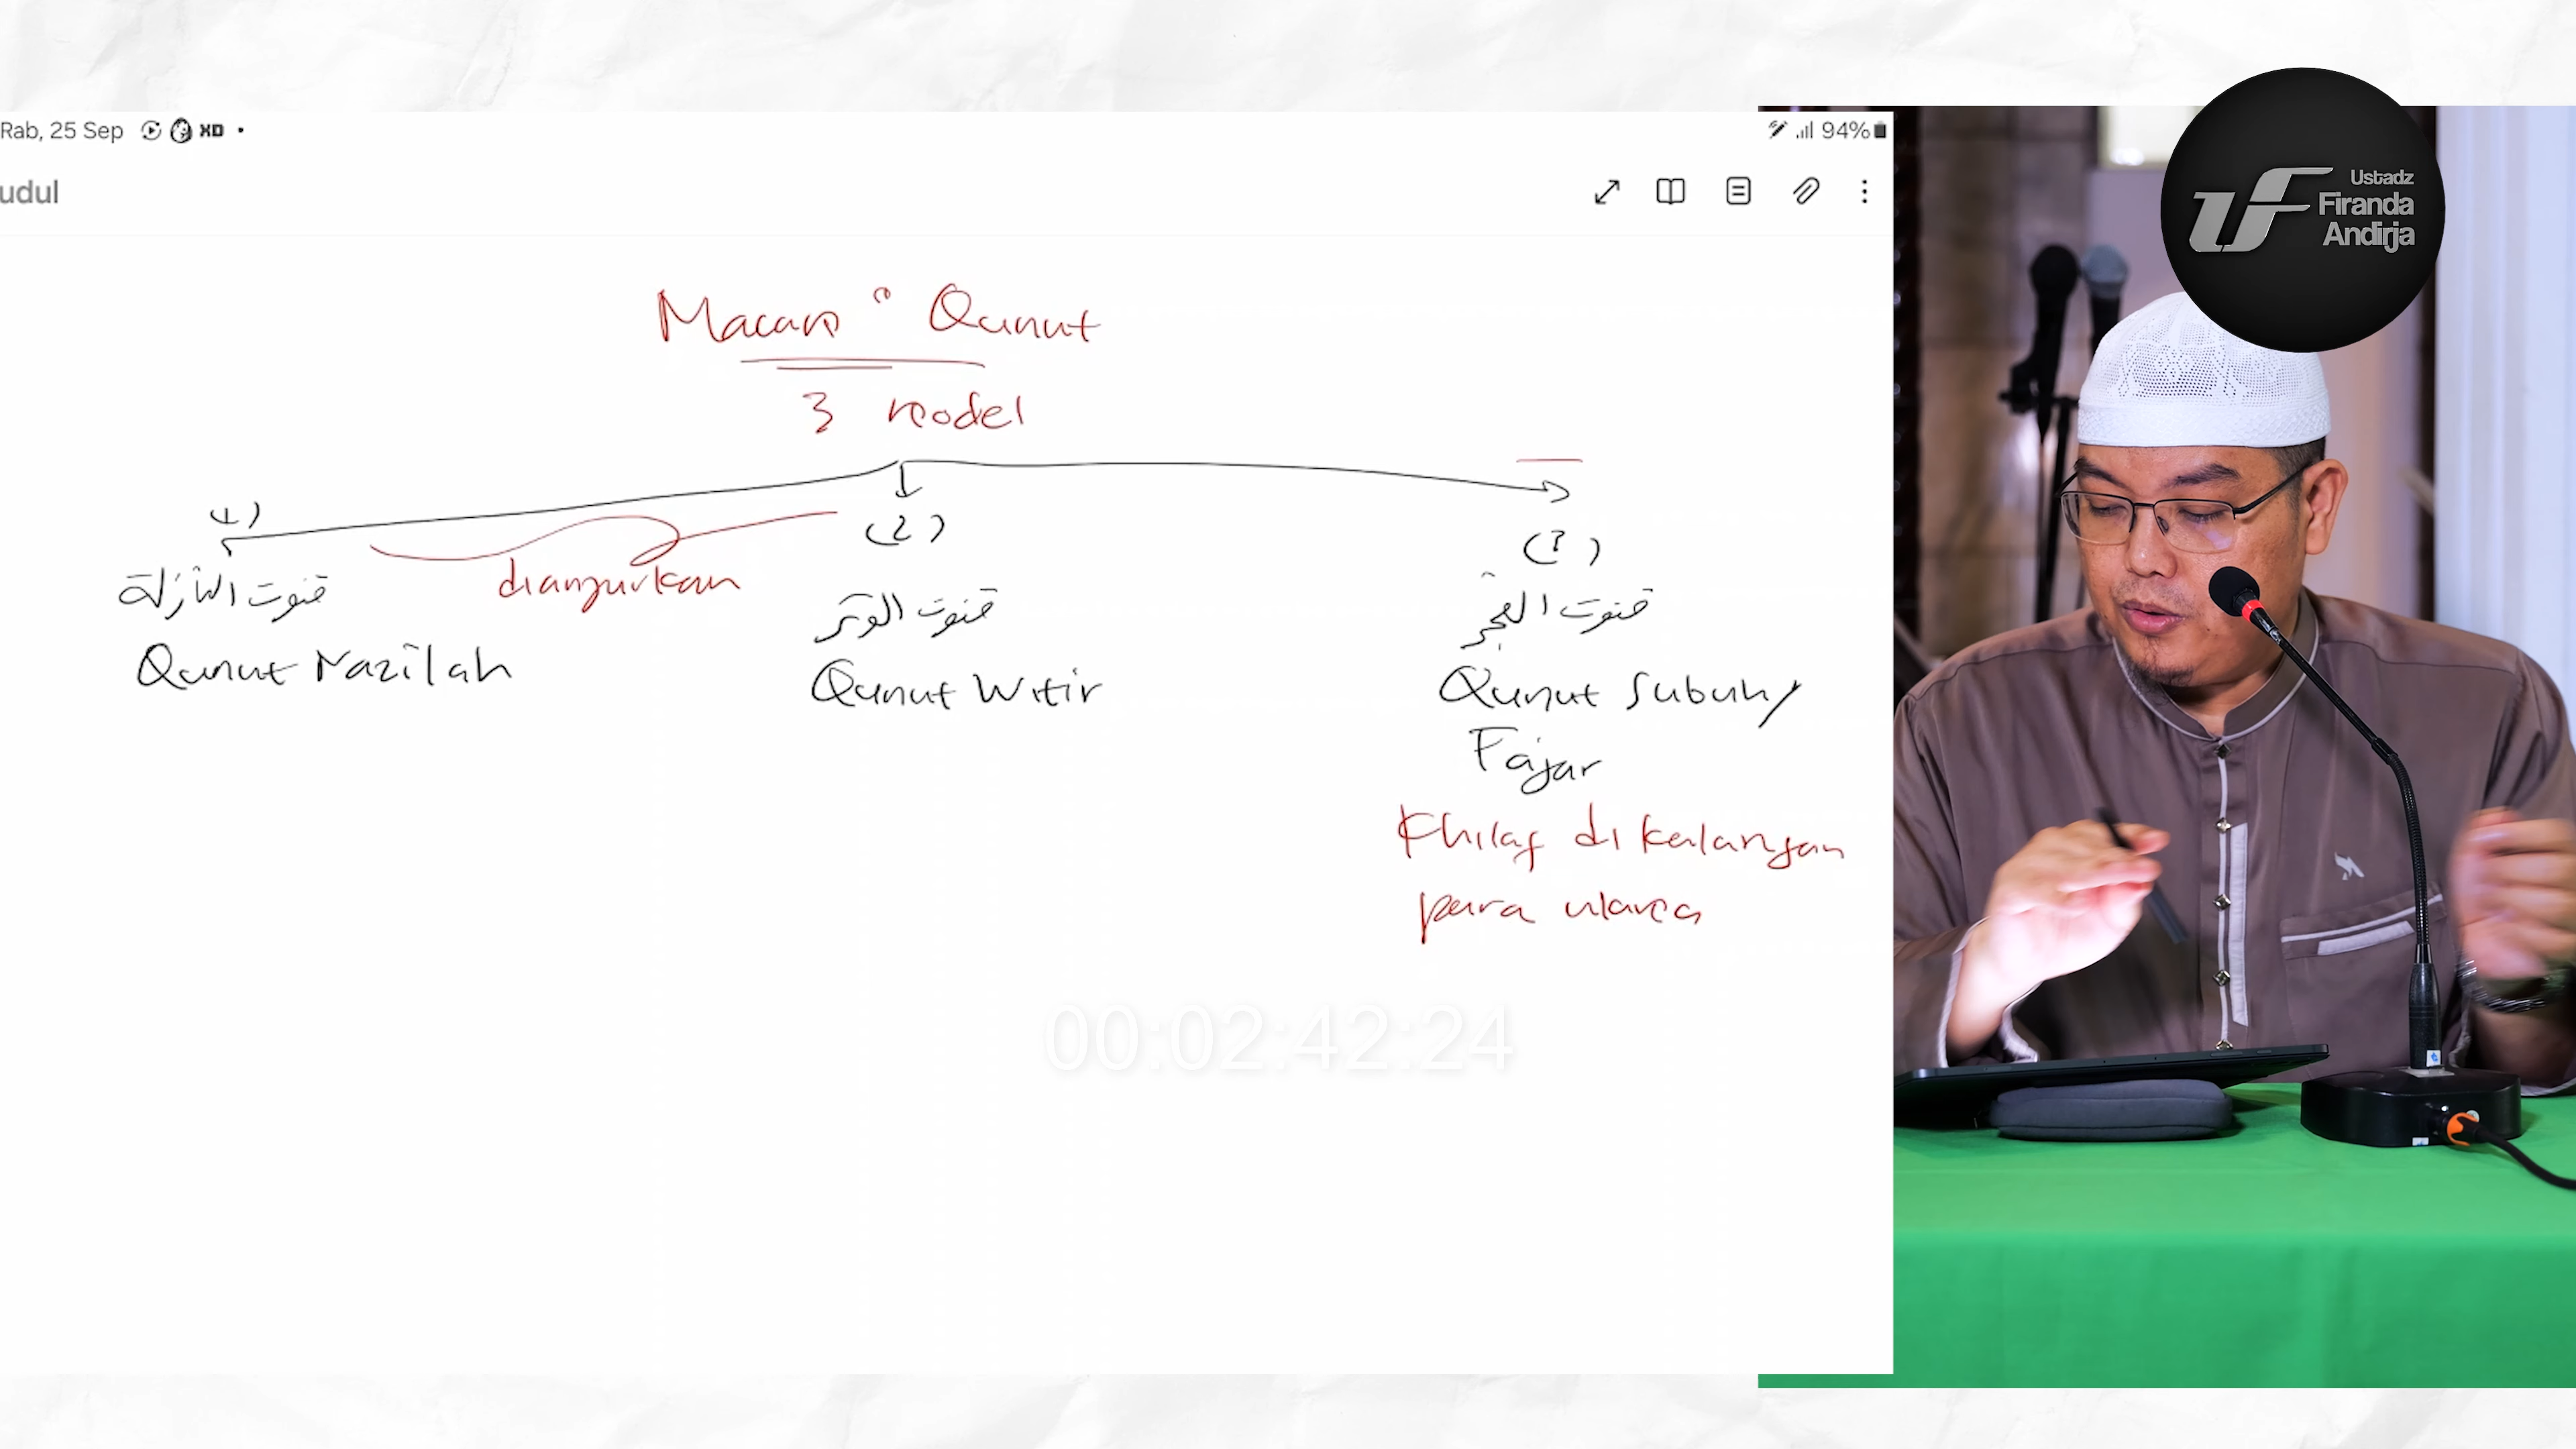 Rab, 25 Sep
94%
udul
Ustadz
Firanda
Andirja
Macam² Qunut
3 model
(1)
(2)
(3)
dianjurkan
قنوت النازلة
قنوت الوتر
قنوت الفجر
Qunut Nazilah
Qunut Witir
Qunut Subuh/
Fajar
Khilaf di kalangan
para ulama
00:02:42:24